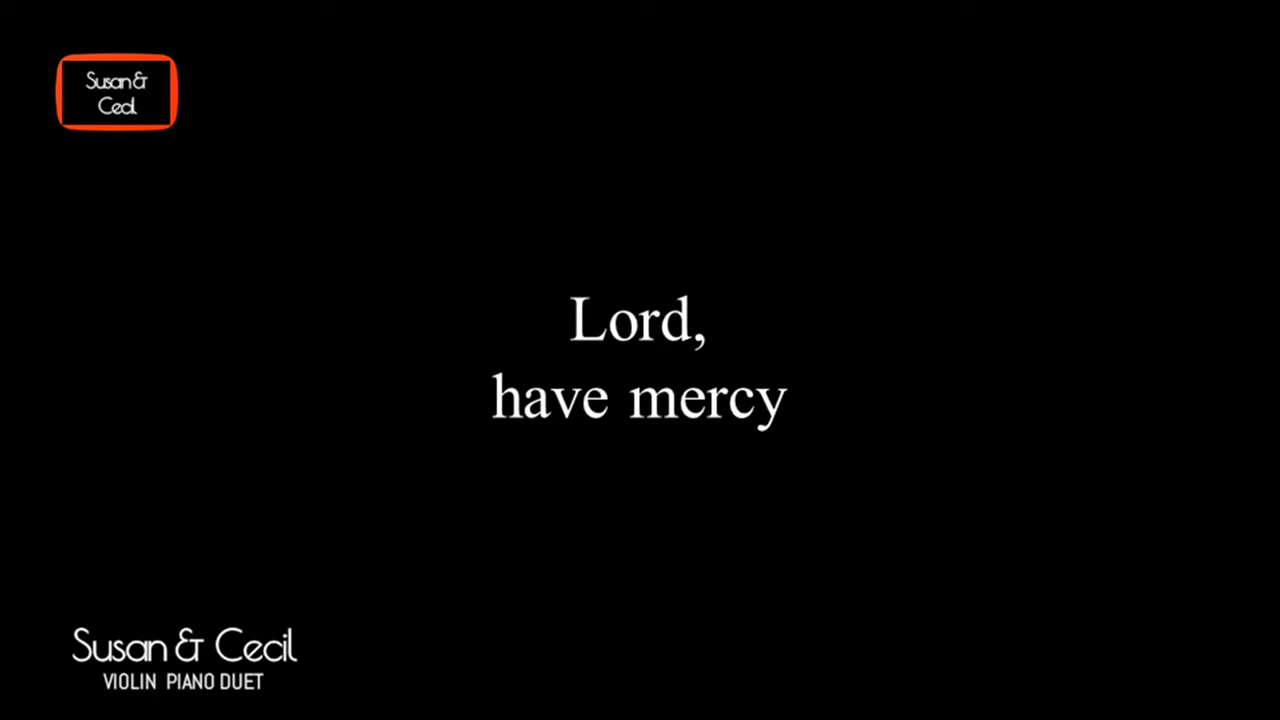 Susan &
Cecil
Lord,
have mercy
Susan & Cecil
VIOLIN PIANO DUET